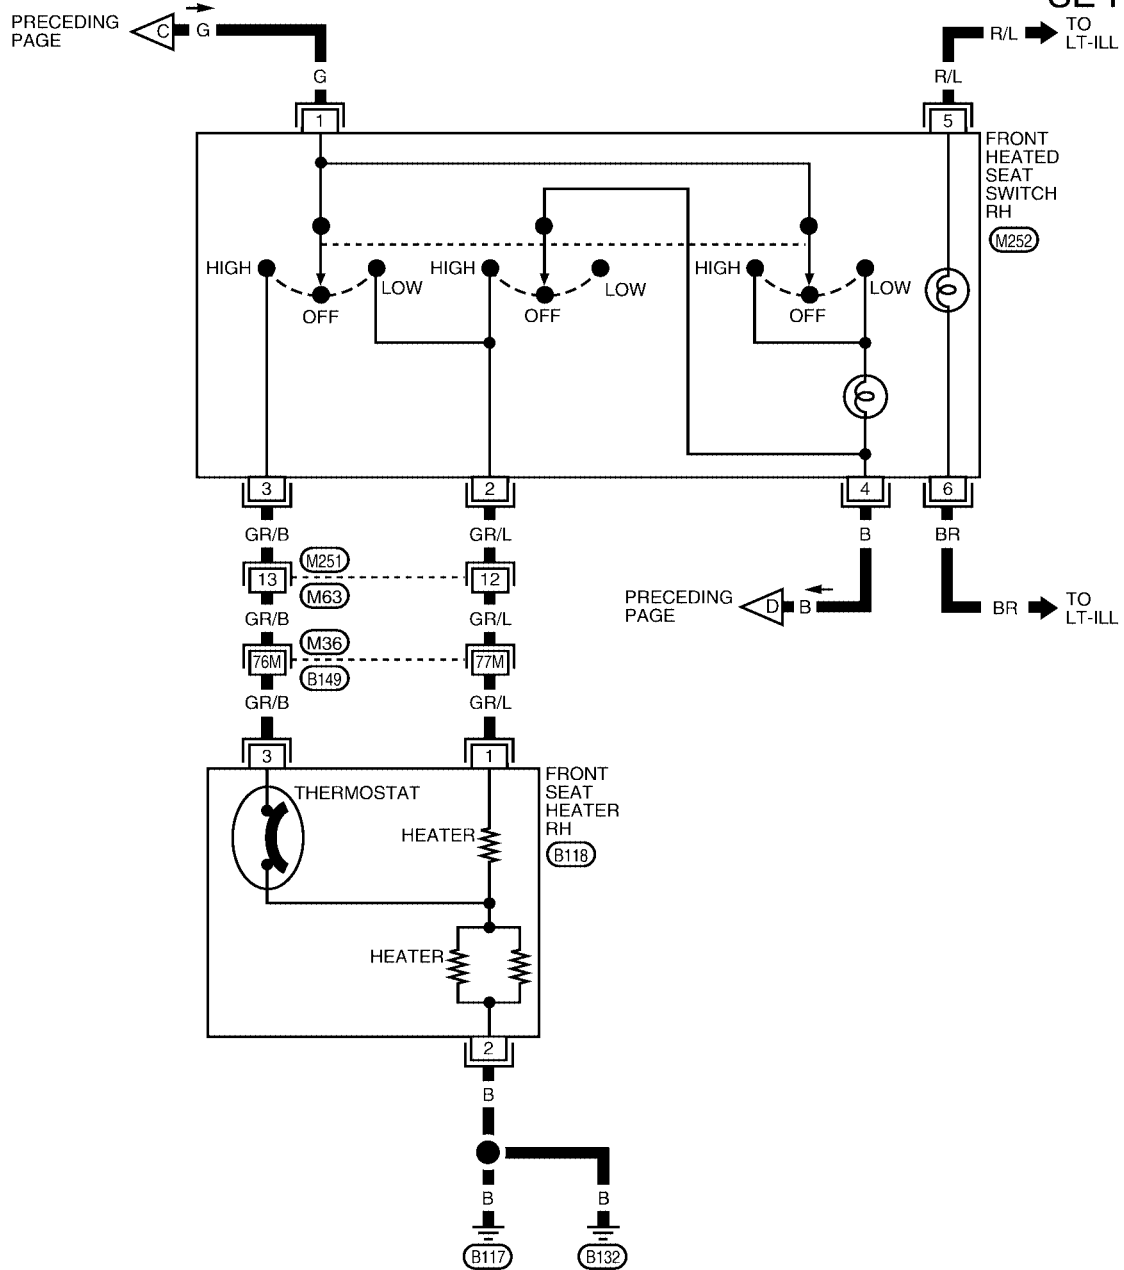 PRECEDING
PAGE
C
G
G
1
R/L
TO
LT-ILL
R/L
5
FRONT
HEATED
SEAT
SWITCH
RH
M252
HIGH
OFF
LOW
HIGH
OFF
LOW
HIGH
OFF
LOW
3
2
4
6
GR/B
GR/L
B
BR
M251
13
12
M63
GR/B
GR/L
PRECEDING
PAGE
D
B
BR
TO
LT-ILL
M36
76M
77M
B149
GR/B
GR/L
3
1
THERMOSTAT
HEATER
FRONT
SEAT
HEATER
RH
B118
HEATER
2
B
B
B
B117
B132